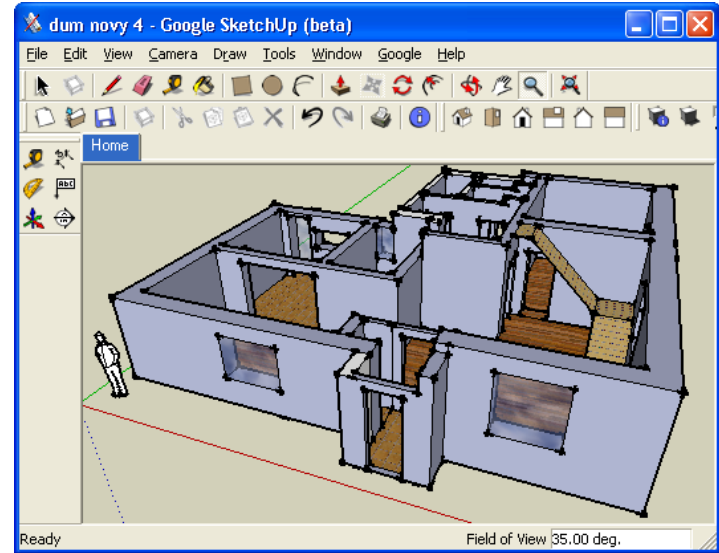 dum novy 4 - Google SketchUp (beta)
File Edit View Camera Draw Tools Window Google Help
Home
ABC
Ready
Field of View 35.00 deg.